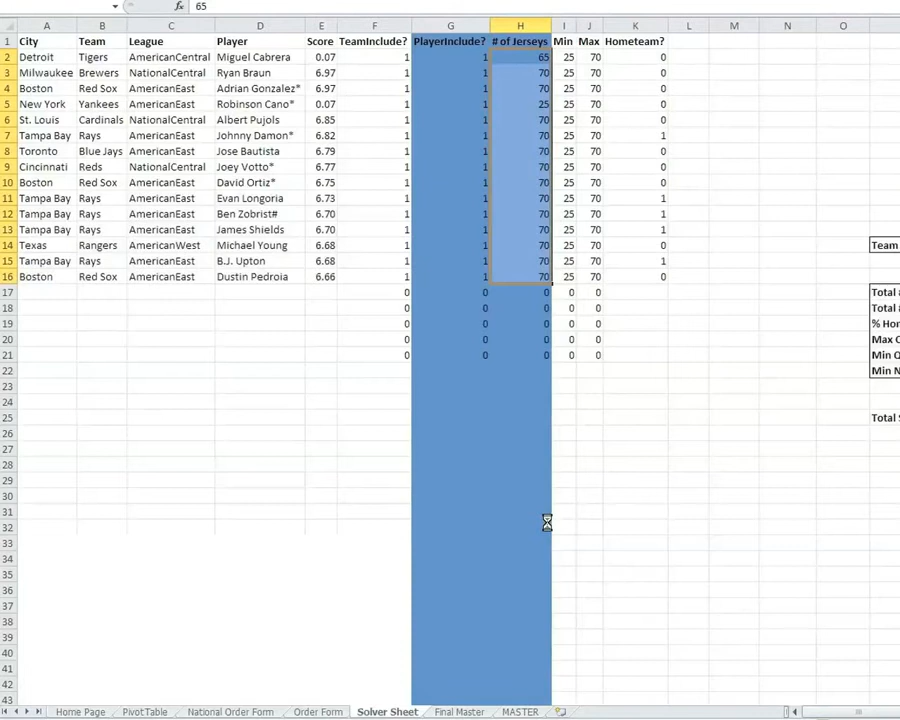 fx 65
A B C D E F G H I J K L M N O
1 City Team League Player Score TeamInclude? PlayerInclude? # of Jerseys Min Max Hometeam?
2 Detroit Tigers AmericanCentral Miguel Cabrera 0.07 1 1 65 25 70 0
3 Milwaukee Brewers NationalCentral Ryan Braun 6.97 1 1 70 25 70 0
4 Boston Red Sox AmericanEast Adrian Gonzalez* 6.97 1 1 70 25 70 0
5 New York Yankees AmericanEast Robinson Cano* 0.07 1 1 25 25 70 0
6 St. Louis Cardinals NationalCentral Albert Pujols 6.85 1 1 70 25 70 0
7 Tampa Bay Rays AmericanEast Johnny Damon* 6.82 1 1 70 25 70 1
8 Toronto Blue Jays AmericanEast Jose Bautista 6.79 1 1 70 25 70 0
9 Cincinnati Reds NationalCentral Joey Votto* 6.77 1 1 70 25 70 0
10 Boston Red Sox AmericanEast David Ortiz* 6.75 1 1 70 25 70 0
11 Tampa Bay Rays AmericanEast Evan Longoria 6.73 1 1 70 25 70 1
12 Tampa Bay Rays AmericanEast Ben Zobrist# 6.70 1 1 70 25 70 1
13 Tampa Bay Rays AmericanEast James Shields 6.70 1 1 70 25 70 1
14 Texas Rangers AmericanWest Michael Young 6.68 1 1 70 25 70 0 Team
15 Tampa Bay Rays AmericanEast B.J. Upton 6.68 1 1 70 25 70 1
16 Boston Red Sox AmericanEast Dustin Pedroia 6.66 1 1 70 25 70 0
17 0 0 0 0 0 Total
18 0 0 0 0 0 Total
19 0 0 0 0 0 % Hom
20 0 0 0 0 0 Max
21 0 0 0 0 0 Min
22 Min N
23
24
25 Total
26
27
28
29
30
31
32
33
34
35
36
37
38
39
40
41
42
43
Home Page PivotTable National Order Form Order Form Solver Sheet Final Master MASTER